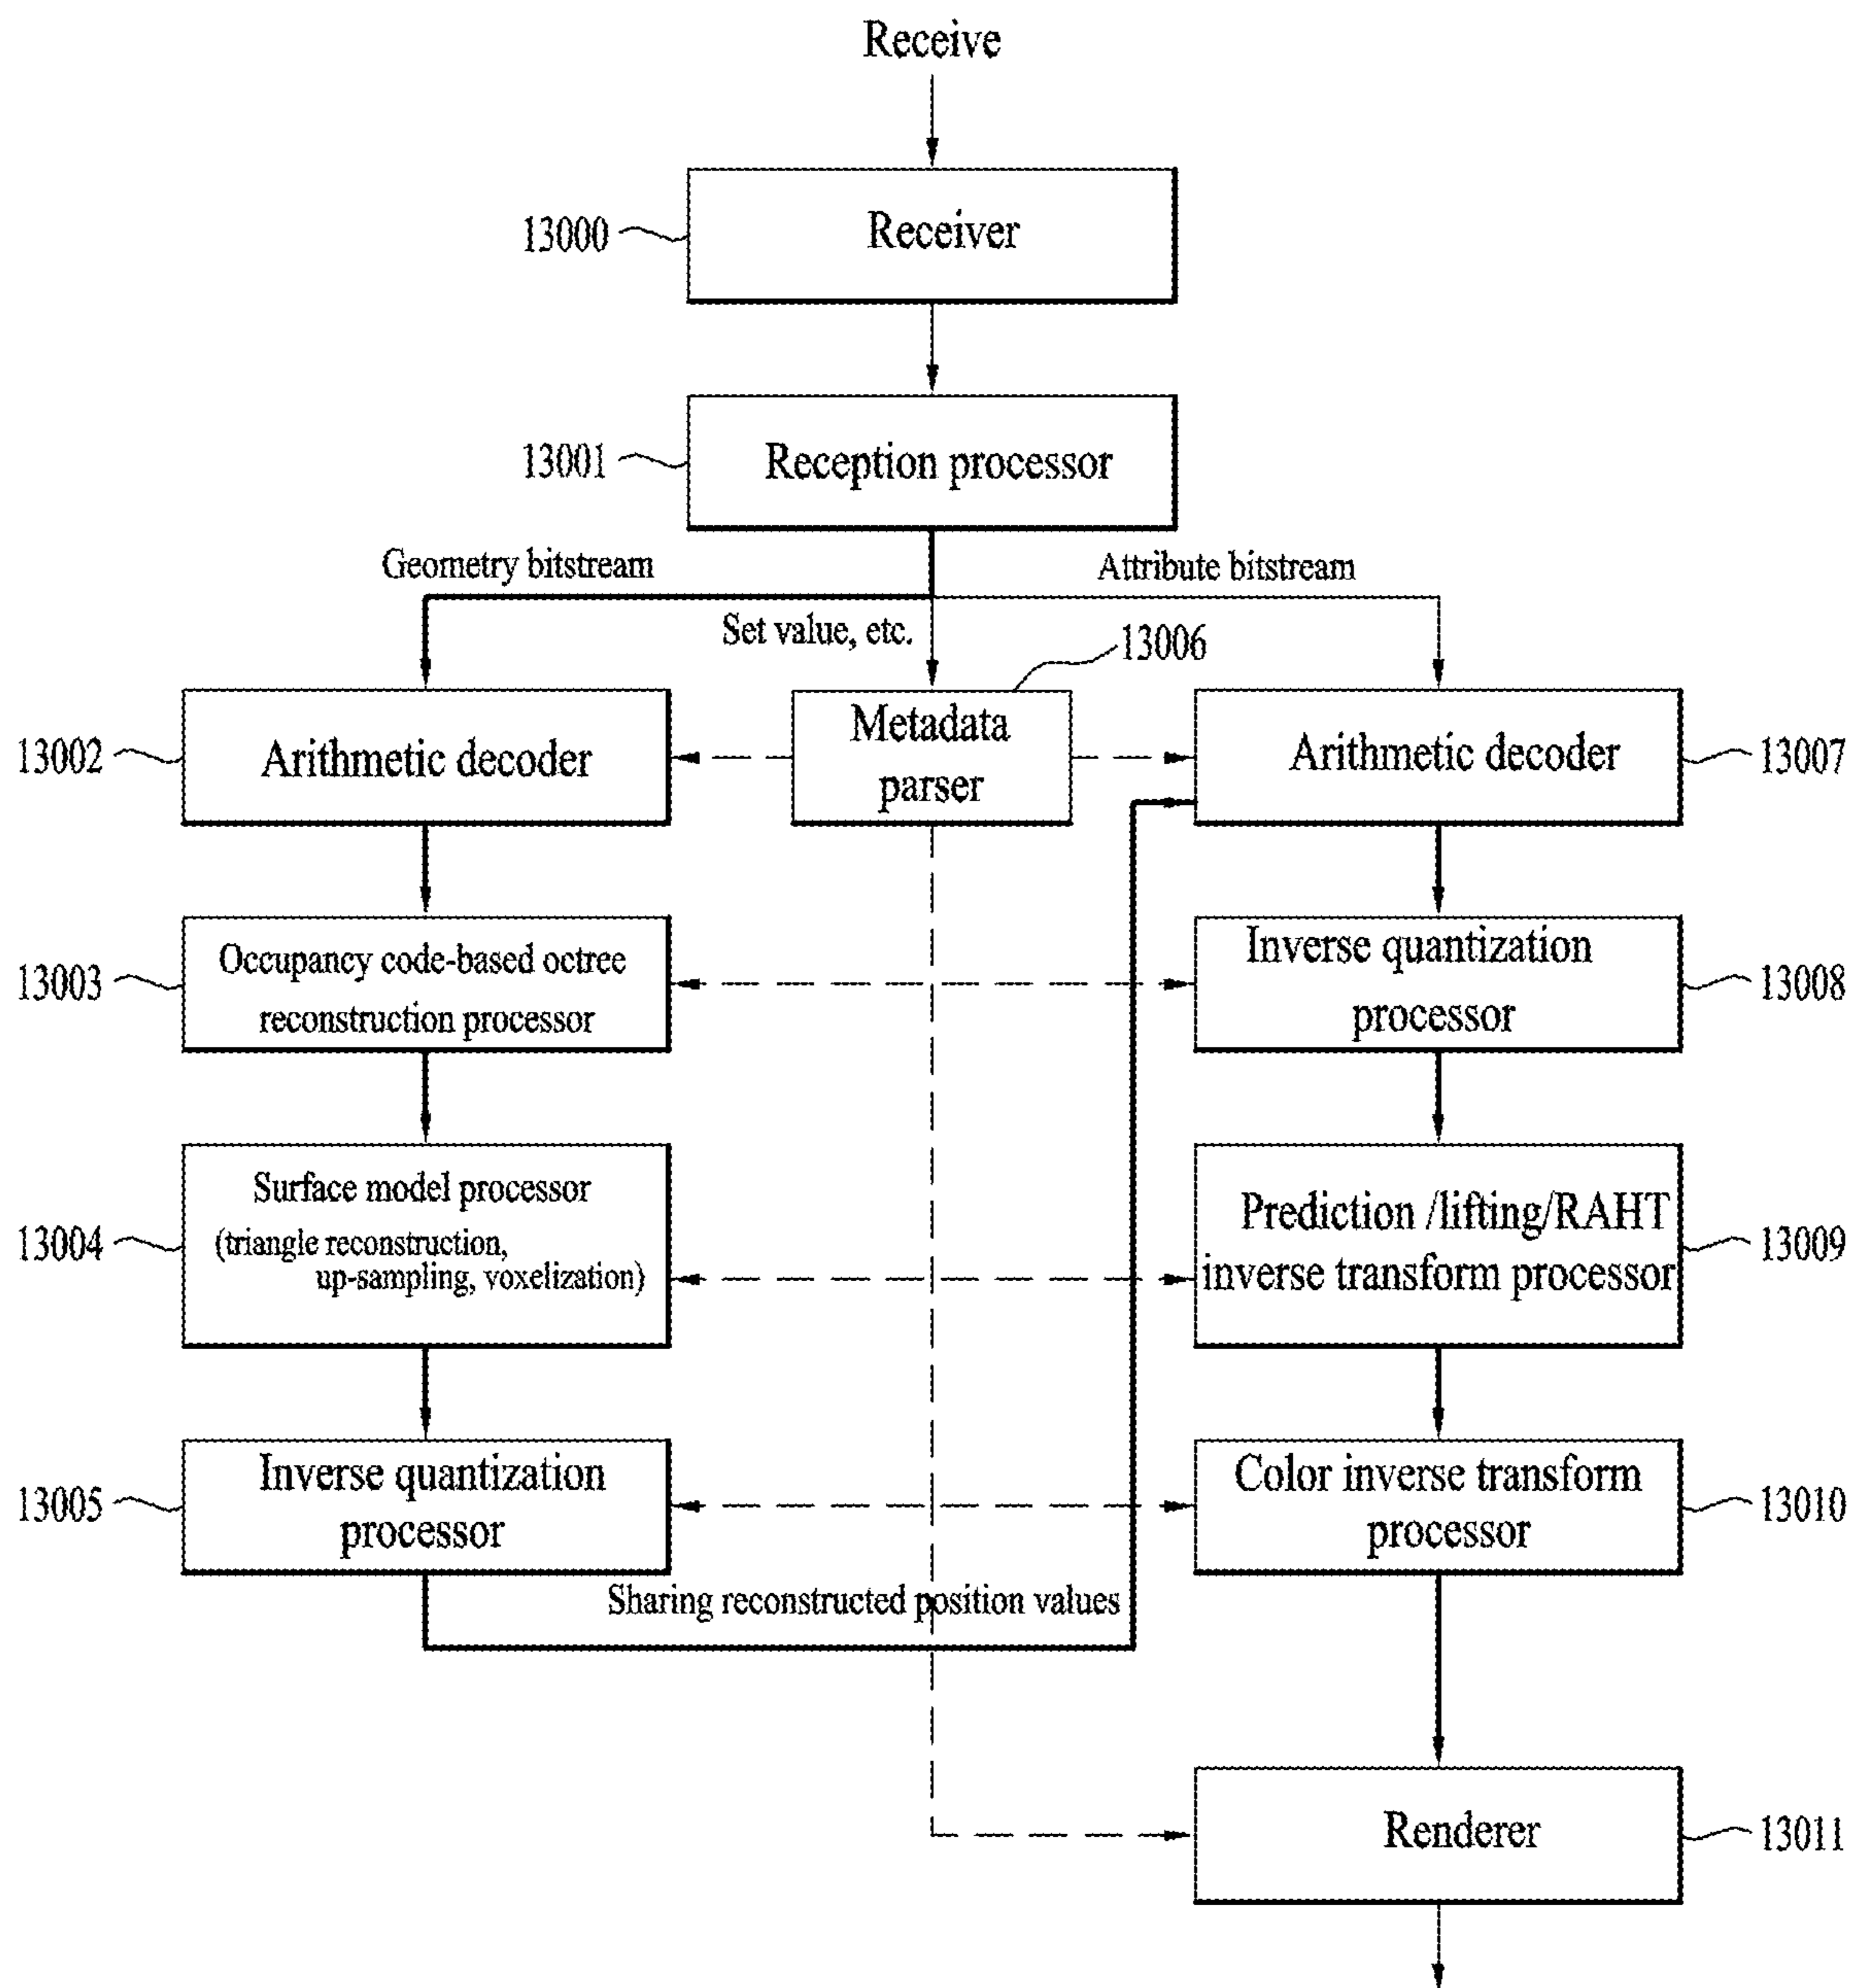 Receive
13000
Receiver
13001
Reception processor
Geometry bitstream
Attribute bitstream
Set value, etc.
13006
13002
Arithmetic decoder
Metadata
parser
Arithmetic decoder
13007
13003
Occupancy code-based octree
reconstruction processor
Inverse quantization
processor
13008
13004
Surface model processor
(triangle reconstruction,
up-sampling, voxelization)
Prediction /lifting/RAHT
inverse transform processor
13009
13005
Inverse quantization
processor
Color inverse transform
processor
13010
Sharing reconstructed position values
Renderer
13011